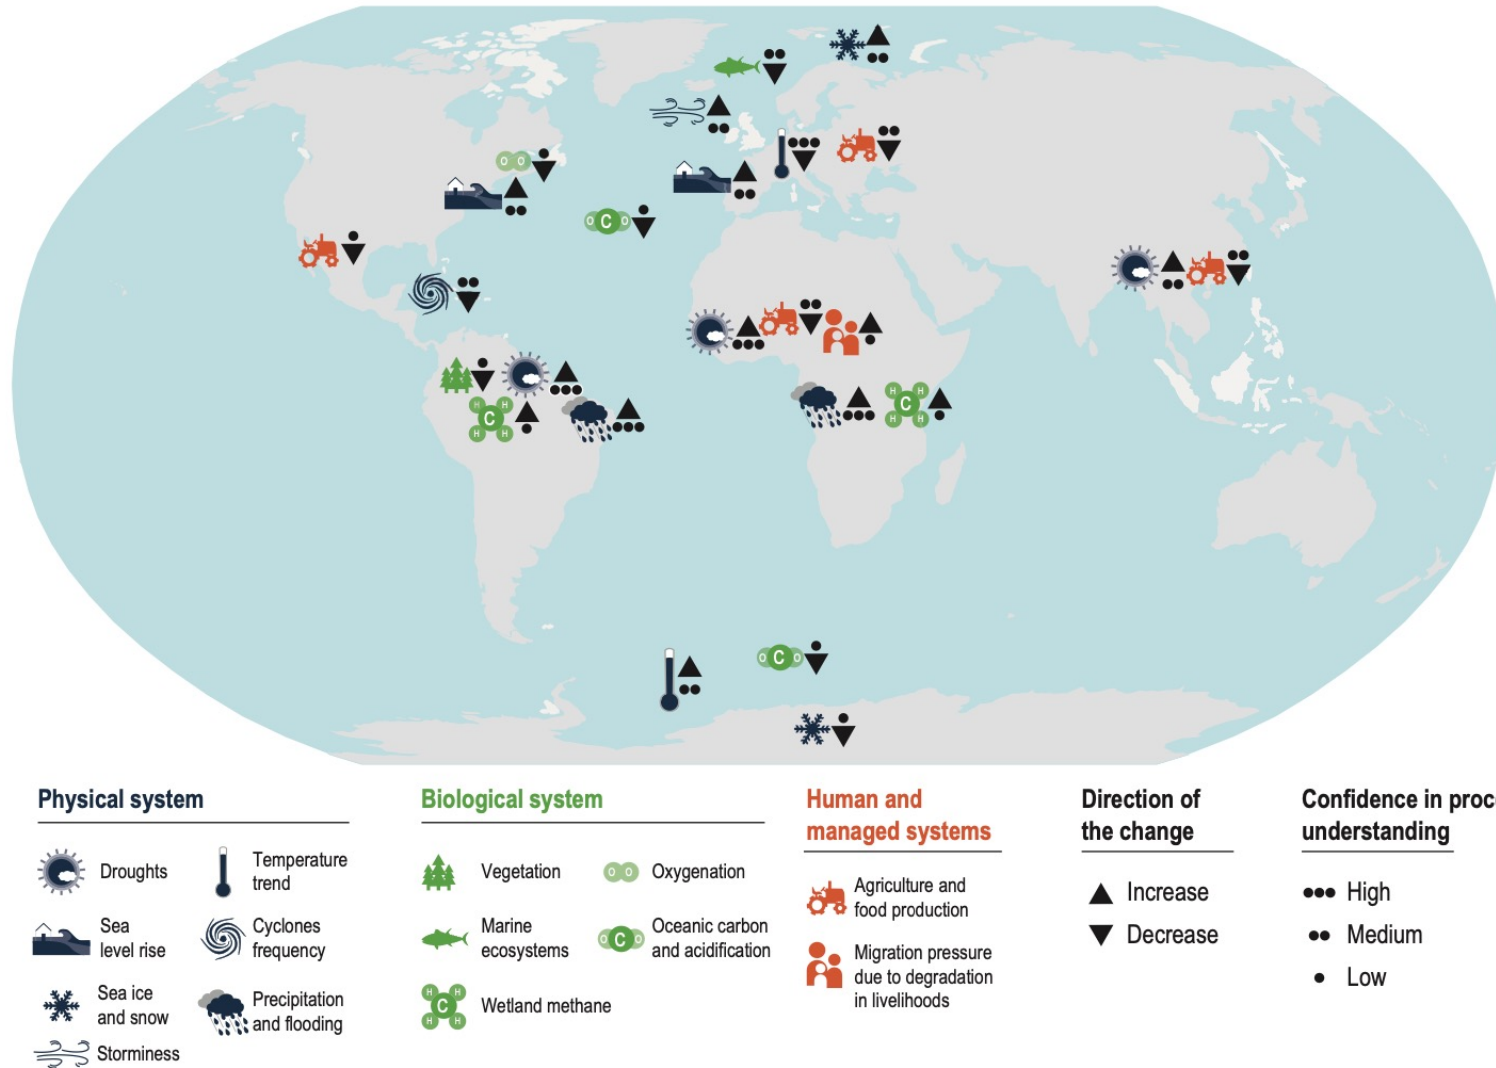 Physical system
Droughts
Temperature
trend
Sea
level rise
Cyclones
frequency
Sea ice
and snow
Precipitation
and flooding
Storminess
Biological system
Vegetation
Oxygenation
Marine
ecosystems
Oceanic carbon
and acidification
Wetland methane
Human and
managed systems
Agriculture and
food production
Migration pressure
due to degradation
in livelihoods
Direction of
the change
Increase
Decrease
Confidence in proc
understanding
High
Medium
Low